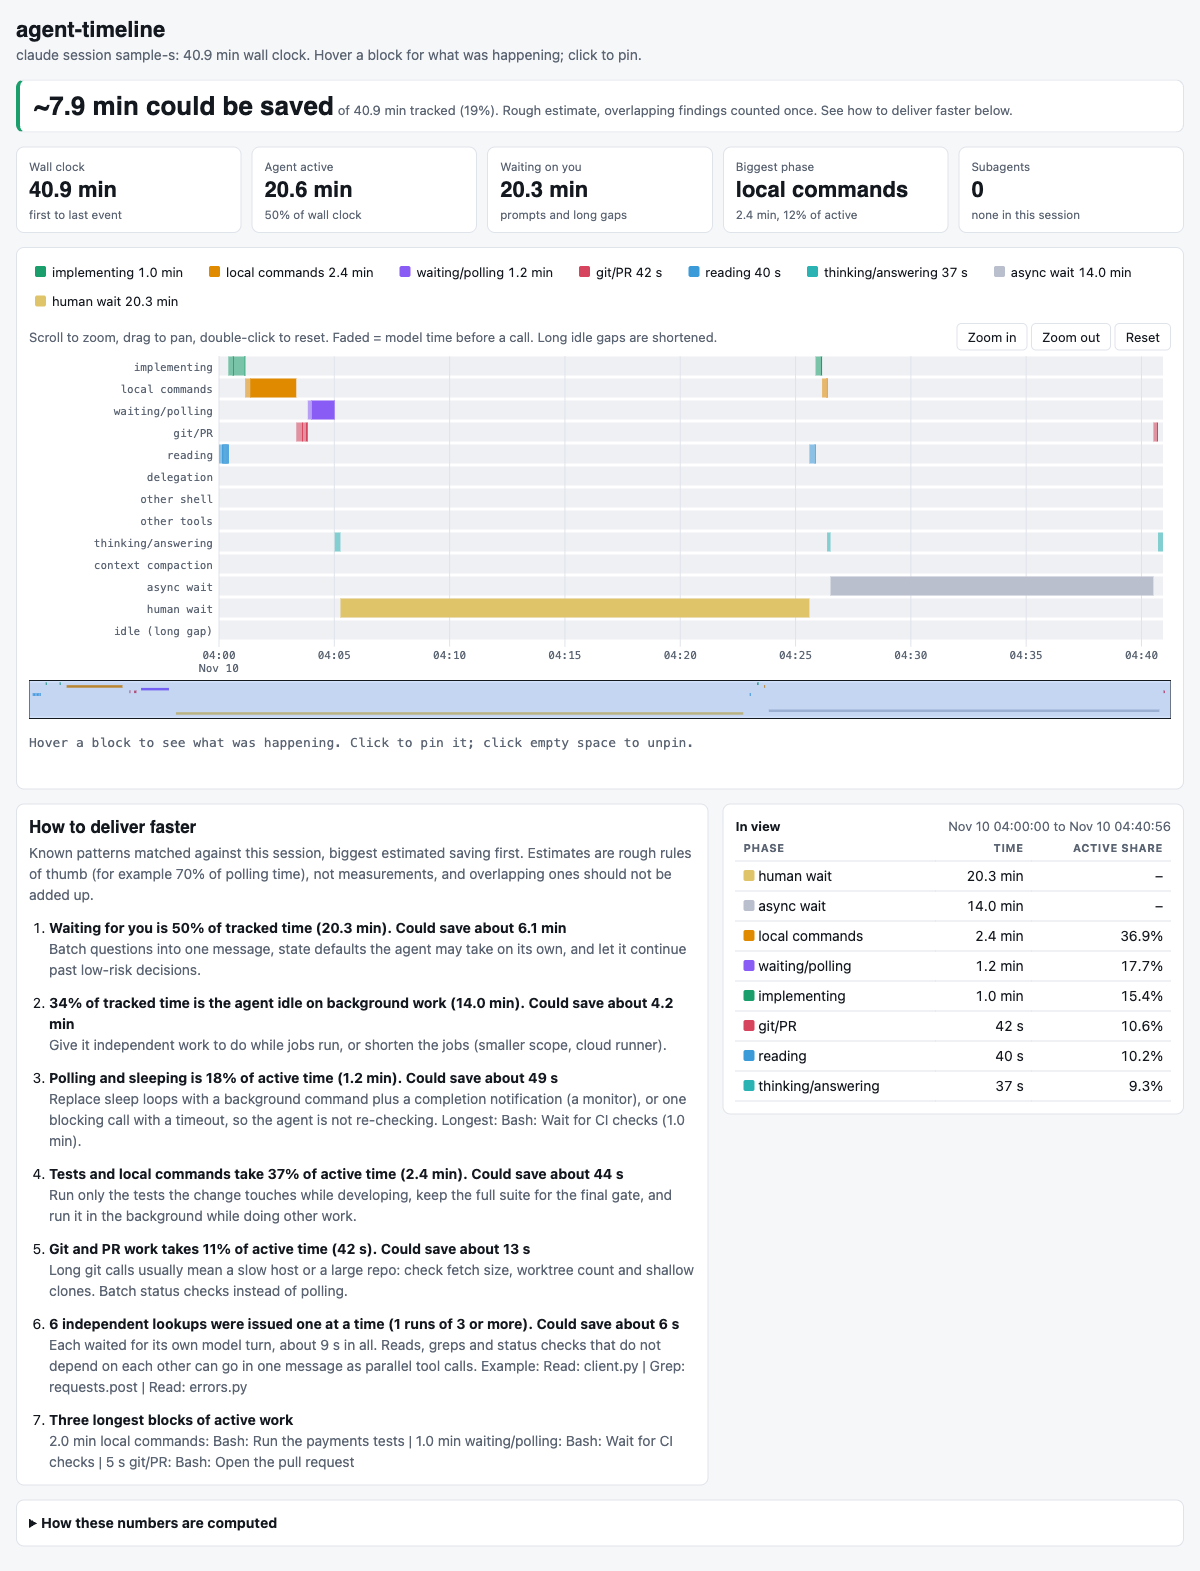 agent-timeline
claude session sample-s: 40.9 min wall clock. Hover a block for what was happening; click to pin.
~7.9 min could be saved of 40.9 min tracked (19%). Rough estimate, overlapping findings counted once. See how to deliver faster below.
Wall clock
40.9 min
first to last event
Agent active
20.6 min
50% of wall clock
Waiting on you
20.3 min
prompts and long gaps
Biggest phase
local commands
2.4 min, 12% of active
Subagents
0
none in this session
implementing 1.0 min
local commands 2.4 min
waiting/polling 1.2 min
git/PR 42 s
reading 40 s
thinking/answering 37 s
async wait 14.0 min
human wait 20.3 min
Scroll to zoom, drag to pan, double-click to reset. Faded = model time before a call. Long idle gaps are shortened.
Zoom in
Zoom out
Reset
implementing
local commands
waiting/polling
git/PR
reading
delegation
other shell
other tools
thinking/answering
context compaction
async wait
human wait
idle (long gap)
04:00 04:05 04:10 04:15 04:20 04:25 04:30 04:35 04:40
Nov 10
Hover a block to see what was happening. Click to pin it; click empty space to unpin.
How to deliver faster
Known patterns matched against this session, biggest estimated saving first. Estimates are rough rules
of thumb (for example 70% of polling time), not measurements, and overlapping ones should not be
added up.
1. Waiting for you is 50% of tracked time (20.3 min). Could save about 6.1 min
Batch questions into one message, state defaults the agent may take on its own, and let it continue
past low-risk decisions.
2. 34% of tracked time is the agent idle on background work (14.0 min). Could save about 4.2
min
Give it independent work to do while jobs run, or shorten the jobs (smaller scope, cloud runner).
3. Polling and sleeping is 18% of active time (1.2 min). Could save about 49 s
Replace sleep loops with a background command plus a completion notification (a monitor), or one
blocking call with a timeout, so the agent is not re-checking. Longest: Bash: Wait for CI checks (1.0
min).
4. Tests and local commands take 37% of active time (2.4 min). Could save about 44 s
Run only the tests the change touches while developing, keep the full suite for the final gate, and
run it in the background while doing other work.
5. Git and PR work takes 11% of active time (42 s). Could save about 13 s
Long git calls usually mean a slow host or a large repo: check fetch size, worktree count and shallow
clones. Batch status checks instead of polling.
6. 6 independent lookups were issued one at a time (1 runs of 3 or more). Could save about 6 s
Each waited for its own model turn, about 9 s in all. Reads, greps and status checks that do not
depend on each other can go in one message as parallel tool calls. Example: Read: client.py | Grep:
requests.post | Read: errors.py
7. Three longest blocks of active work
2.0 min local commands: Bash: Run the payments tests | 1.0 min waiting/polling: Bash: Wait for CI
checks | 5 s git/PR: Bash: Open the pull request
In view
Nov 10 04:00:00 to Nov 10 04:40:56
PHASE TIME ACTIVE SHARE
human wait 20.3 min –
async wait 14.0 min –
local commands 2.4 min 36.9%
waiting/polling 1.2 min 17.7%
implementing 1.0 min 15.4%
git/PR 42 s 10.6%
reading 40 s 10.2%
thinking/answering 37 s 9.3%
How these numbers are computed